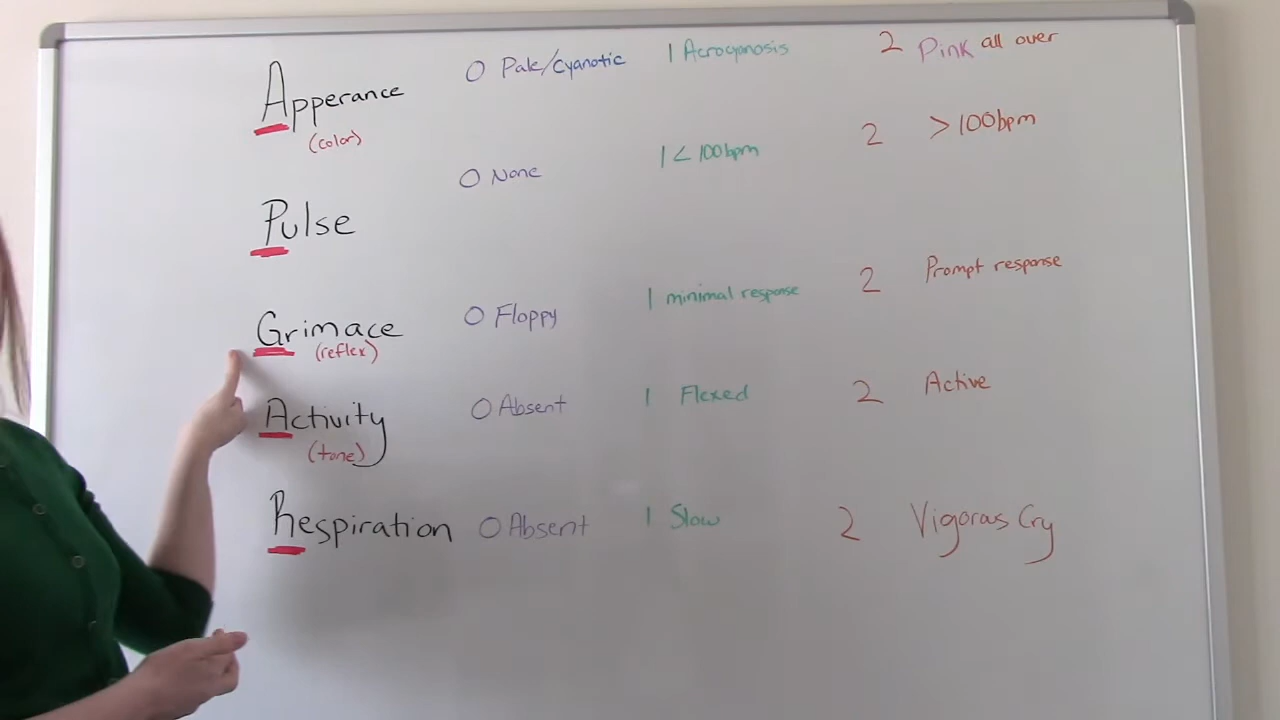 Apperance 0 Pale/cyanotic 1 Acrocyanosis 2 Pink all over
(color)
Pulse 0 None 1 < 100bpm 2 > 100bpm
Grimace 0 Floppy 1 minimal response 2 Prompt response
(reflex)
Activity 0 Absent 1 Flexed 2 Active
(tone)
Respiration 0 Absent 1 Slow 2 Vigorous Cry